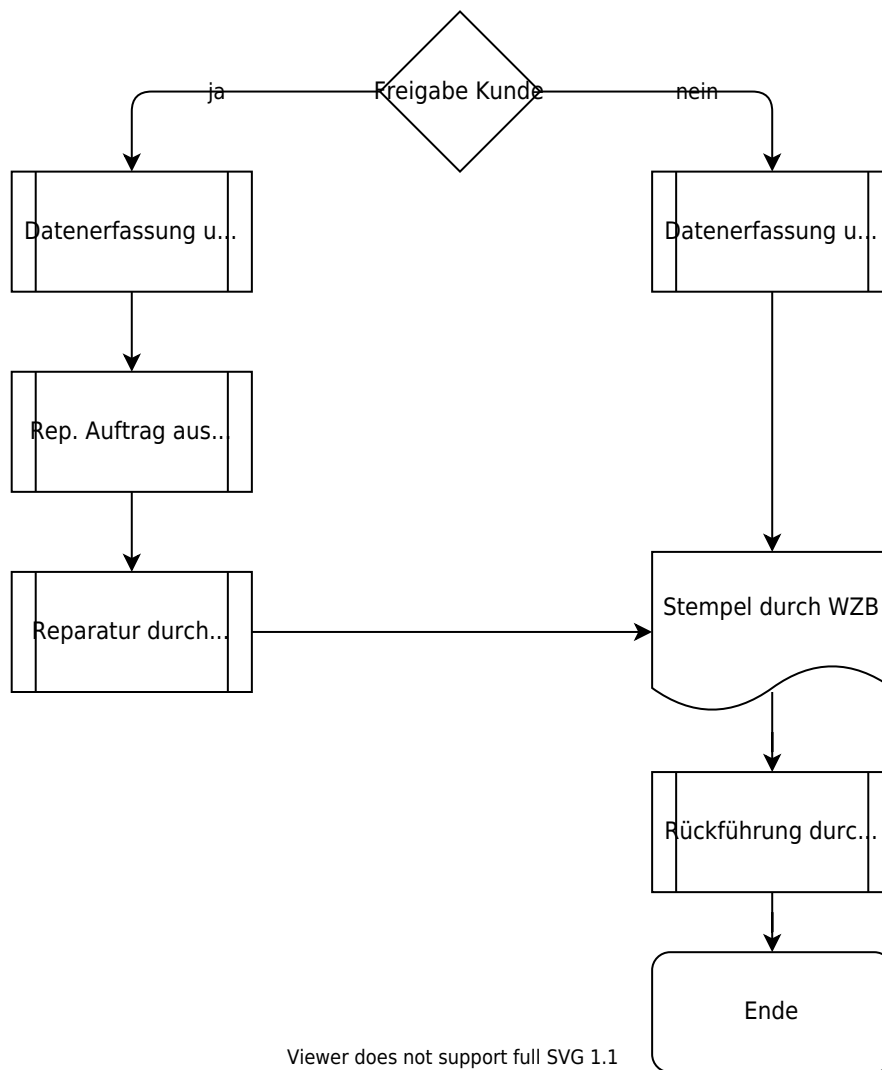 Freigabe Kunde
ja
nein
Datenerfassung u...
Datenerfassung u...
Rep. Auftrag aus...
Stempel durch WZB
Reparatur durch...
Rückführung durc...
Ende
Viewer does not support full SVG 1.1